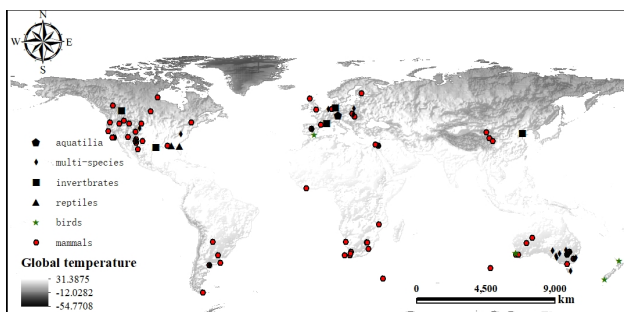 N
W E
S
aquatilia
multi-species
invertbrates
reptiles
birds
mammals
Global temperature
31.3875
-12.0282
-54.7708
0 4,500 9,000
km